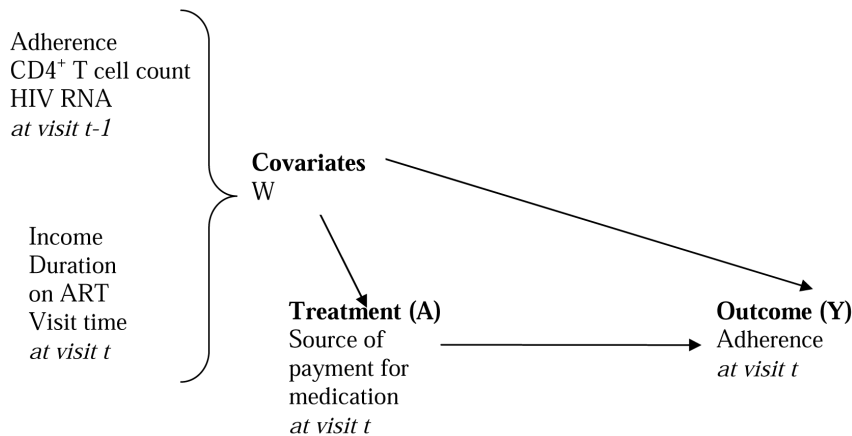 Adherence
CD4⁺ T cell count
HIV RNA
at visit t-1
Covariates
W
Income
Duration
on ART
Visit time
at visit t
Treatment (A)
Source of
payment for
medication
at visit t
Outcome (Y)
Adherence
at visit t